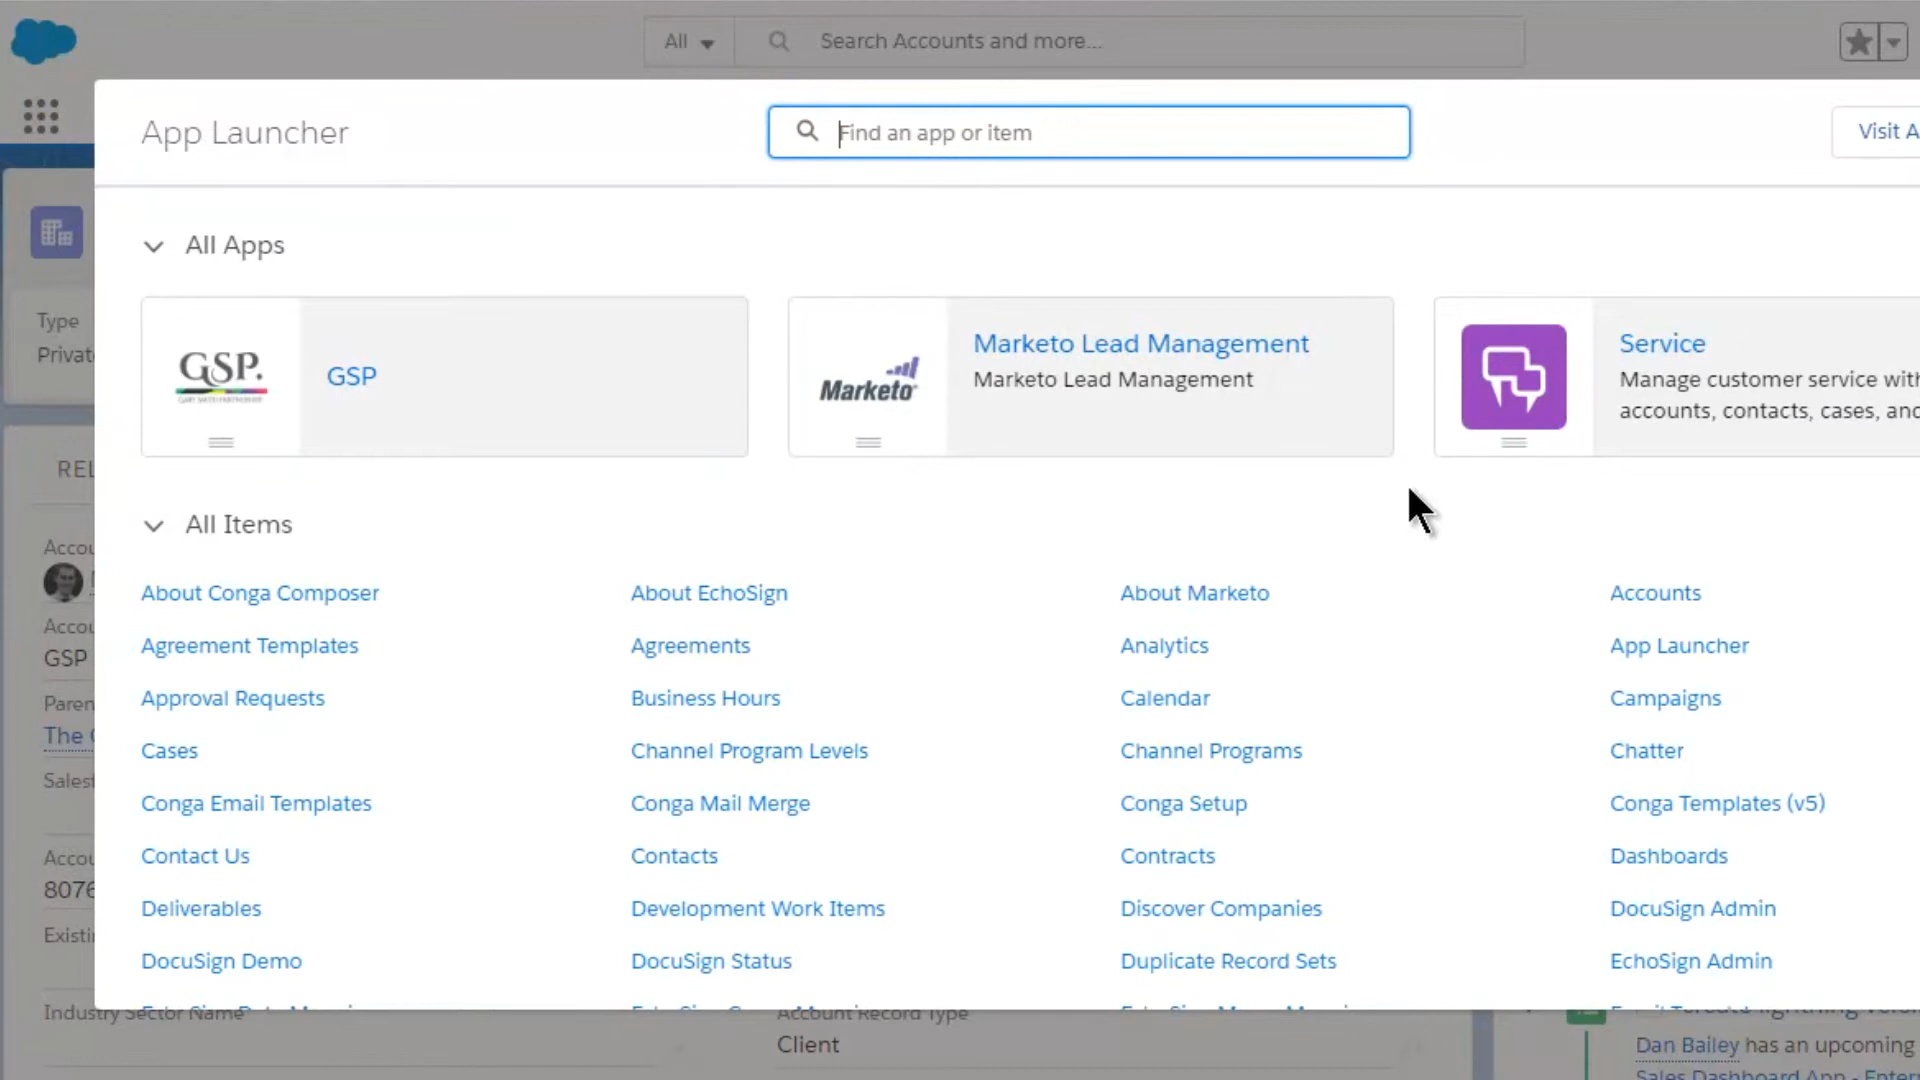 All
Search Accounts and more...
App Launcher
Find an app or item
Visit A
All Apps
GSP.
GSP
Marketo
Marketo Lead Management
Marketo Lead Management
Service
Manage customer service with
accounts, contacts, cases, and
Type
Privat
REL
All Items
About Conga Composer
About EchoSign
About Marketo
Accounts
Agreement Templates
Agreements
Analytics
App Launcher
Approval Requests
Business Hours
Calendar
Campaigns
Cases
Channel Program Levels
Channel Programs
Chatter
Conga Email Templates
Conga Mail Merge
Conga Setup
Conga Templates (v5)
Contact Us
Contacts
Contracts
Dashboards
Deliverables
Development Work Items
Discover Companies
DocuSign Admin
DocuSign Demo
DocuSign Status
Duplicate Record Sets
EchoSign Admin
Accou
Accou
GSP
Paren
The
Salest
Accou
8076
Existi
Industry Sector Name
Account Record Type
Client
Dan Bailey has an upcoming
Sales Dashboard App - Enter